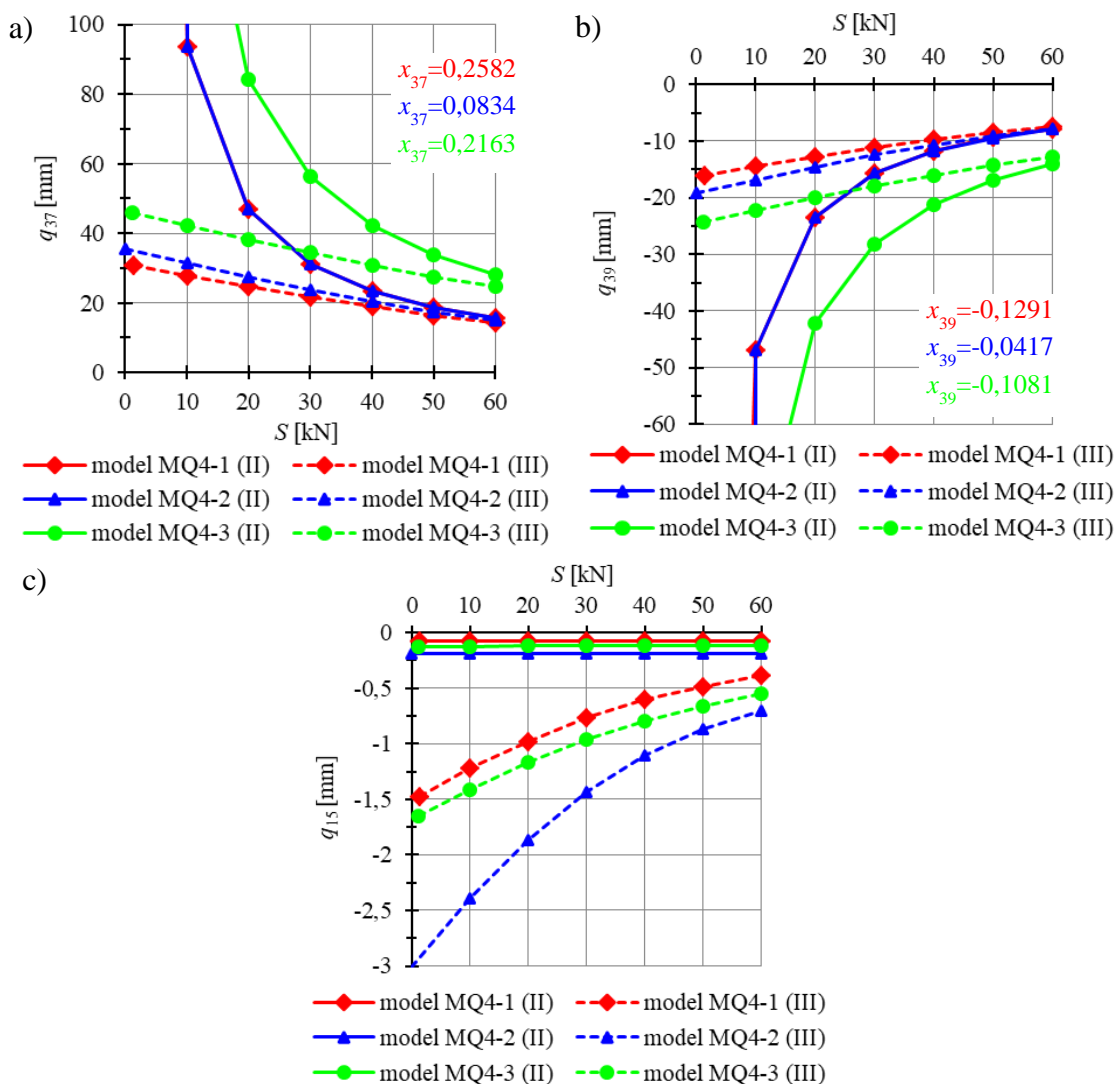 a)
100
80
60
40
20
0
q37 [mm]
x37=0,2582
x37=0,0834
x37=0,2163
0 10 20 30 40 50 60
S [kN]
model MQ4-1 (II) model MQ4-1 (III)
model MQ4-2 (II) model MQ4-2 (III)
model MQ4-3 (II) model MQ4-3 (III)
b)
S [kN]
0 10 20 30 40 50 60
0
-10
-20
-30
-40
-50
-60
q39 [mm]
x39=-0,1291
x39=-0,0417
x39=-0,1081
model MQ4-1 (II) model MQ4-1 (III)
model MQ4-2 (II) model MQ4-2 (III)
model MQ4-3 (II) model MQ4-3 (III)
c)
S [kN]
0 10 20 30 40 50 60
0
-0,5
-1
-1,5
-2
-2,5
-3
q15 [mm]
model MQ4-1 (II) model MQ4-1 (III)
model MQ4-2 (II) model MQ4-2 (III)
model MQ4-3 (II) model MQ4-3 (III)